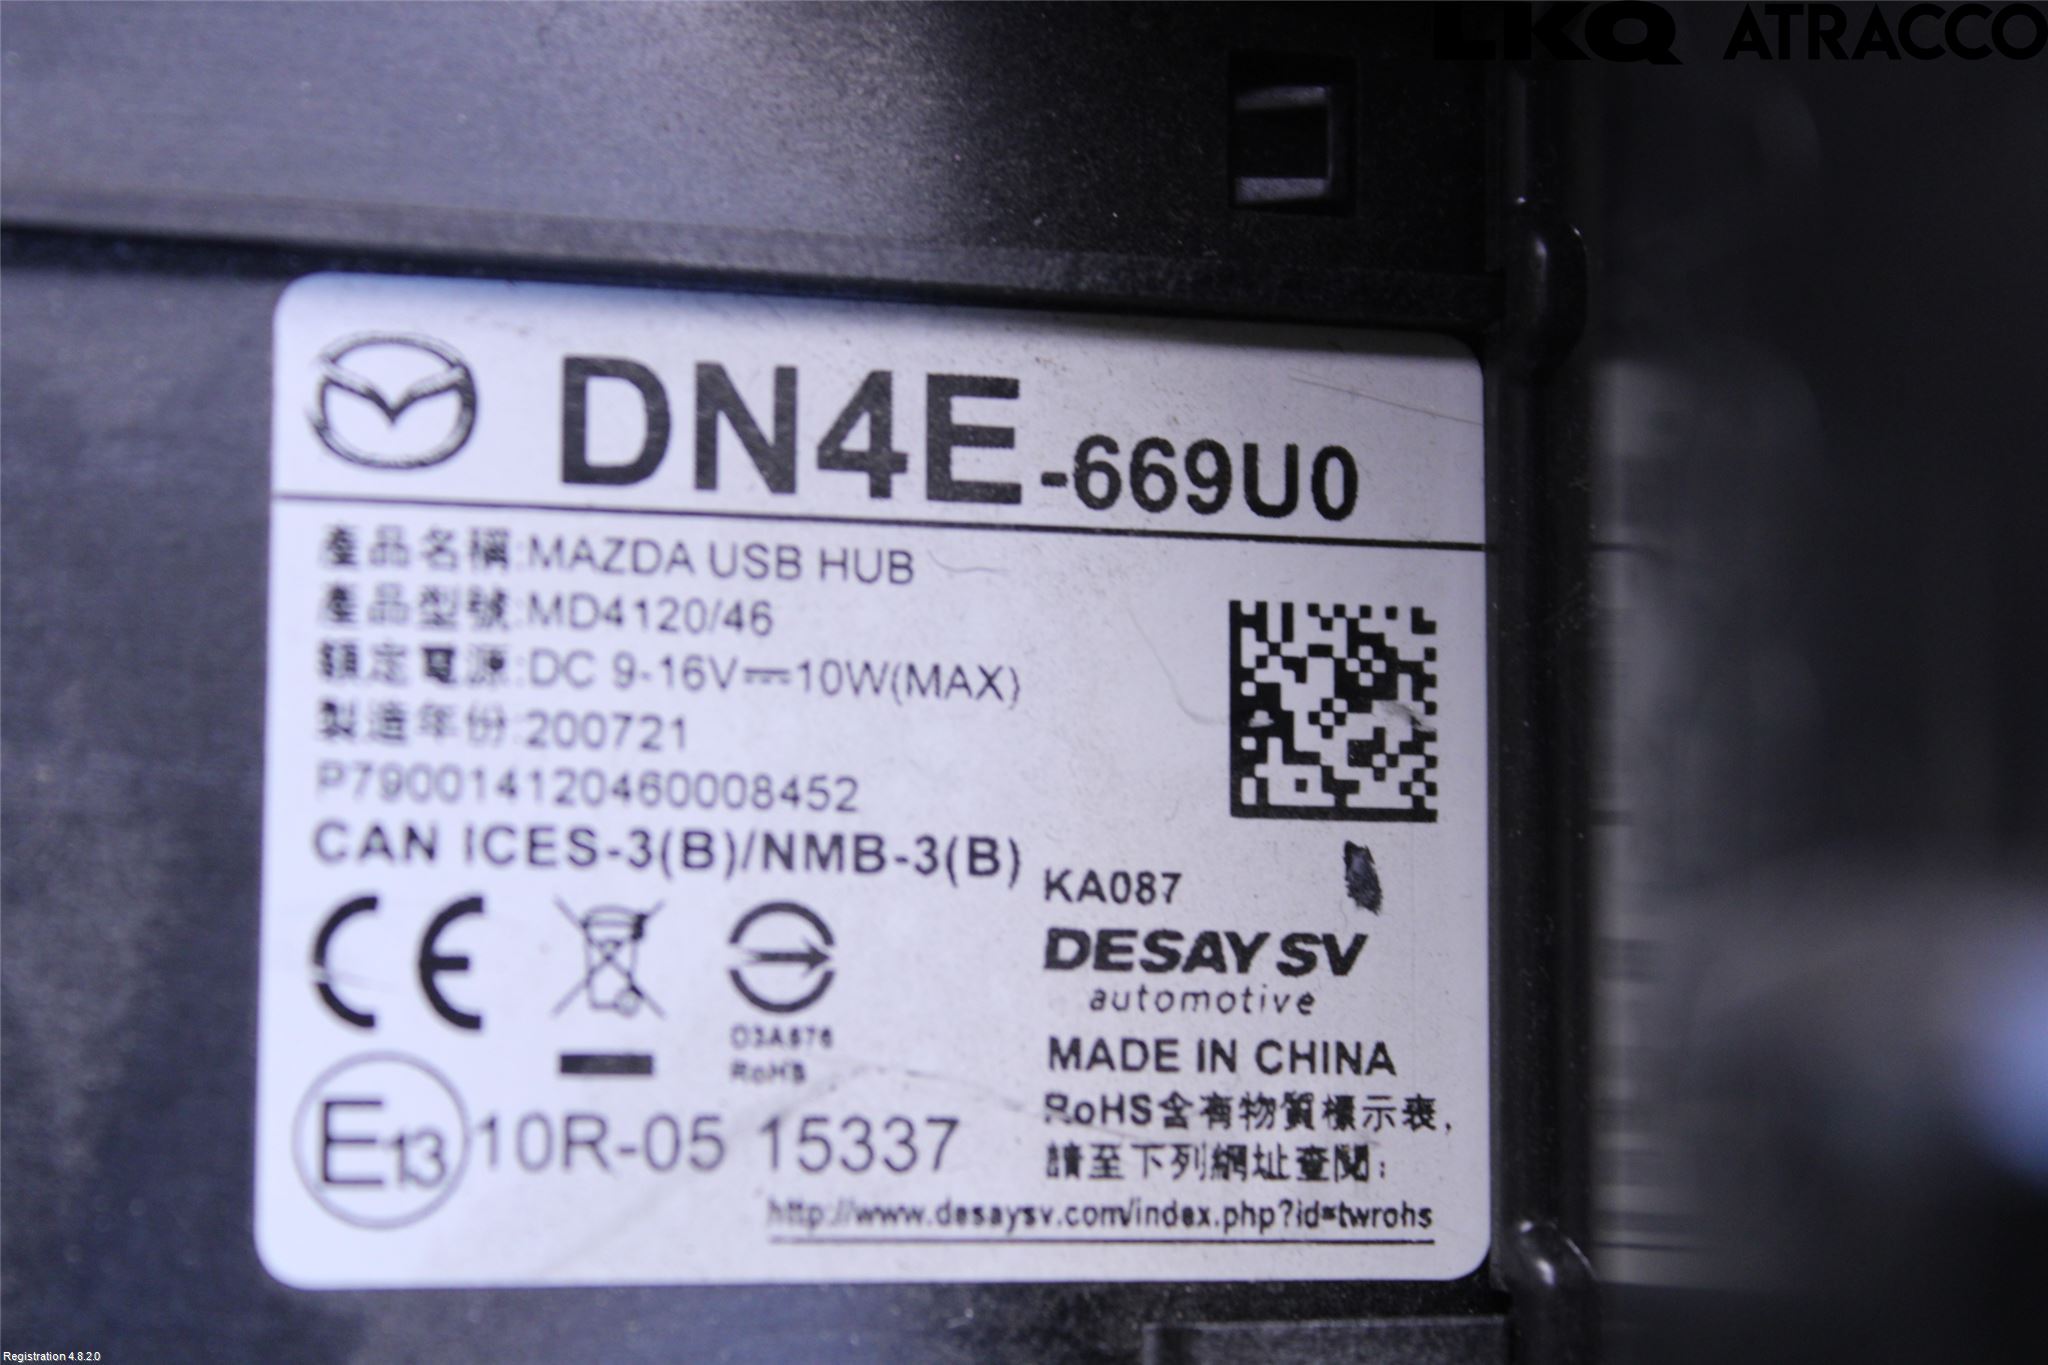 LKQ ATRACCO
DN4E-669U0
產品名稱:MAZDA USB HUB
產品型號:MD4120/46
額定電源:DC 9-16V⎓10W(MAX)
製造年份:200721
P790014120460008452
CAN ICES-3(B)/NMB-3(B)
KA087
DESAY SV
automotive
D3A876
RoHS
MADE IN CHINA
E13 10R-05 15337
RoHS含有物質標示表,
請至下列網址查閱:
http://www.desaysv.com/index.php?id=twrohs
CE
Registration 4.8.2.0